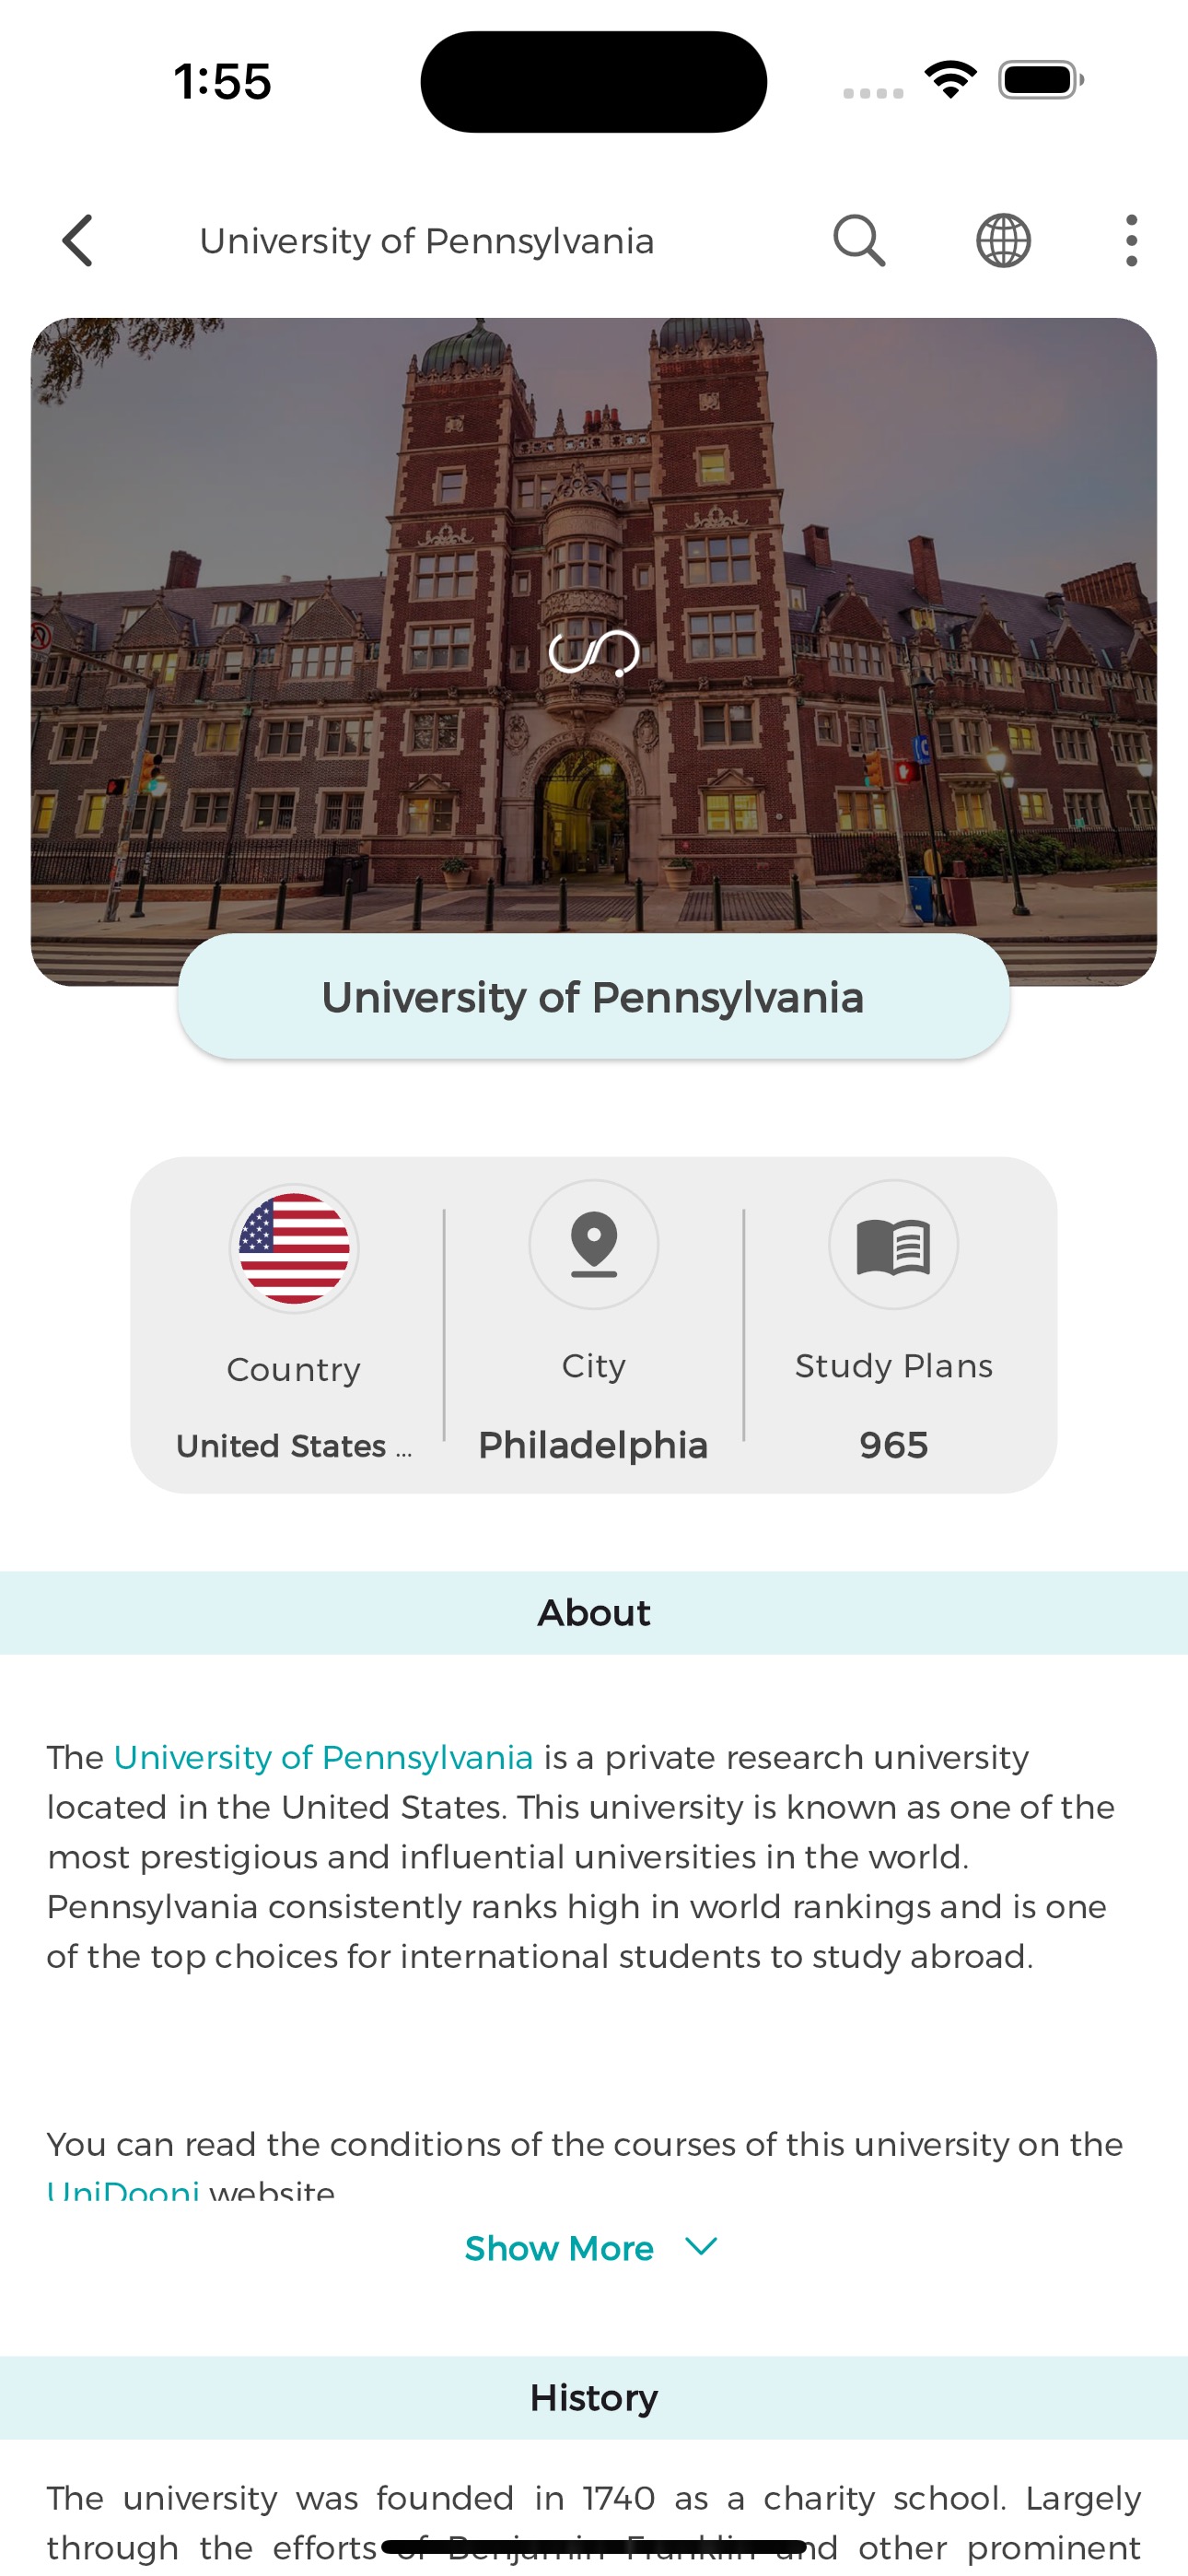 1:55
University of Pennsylvania
University of Pennsylvania
Country
City
Study Plans
United States ...
Philadelphia
965
About
The University of Pennsylvania is a private research university
located in the United States. This university is known as one of the
most prestigious and influential universities in the world.
Pennsylvania consistently ranks high in world rankings and is one
of the top choices for international students to study abroad.
You can read the conditions of the courses of this university on the
UniDooni website
Show More
History
The university was founded in 1740 as a charity school. Largely
through the efforts of Benjamin Franklin and other prominent